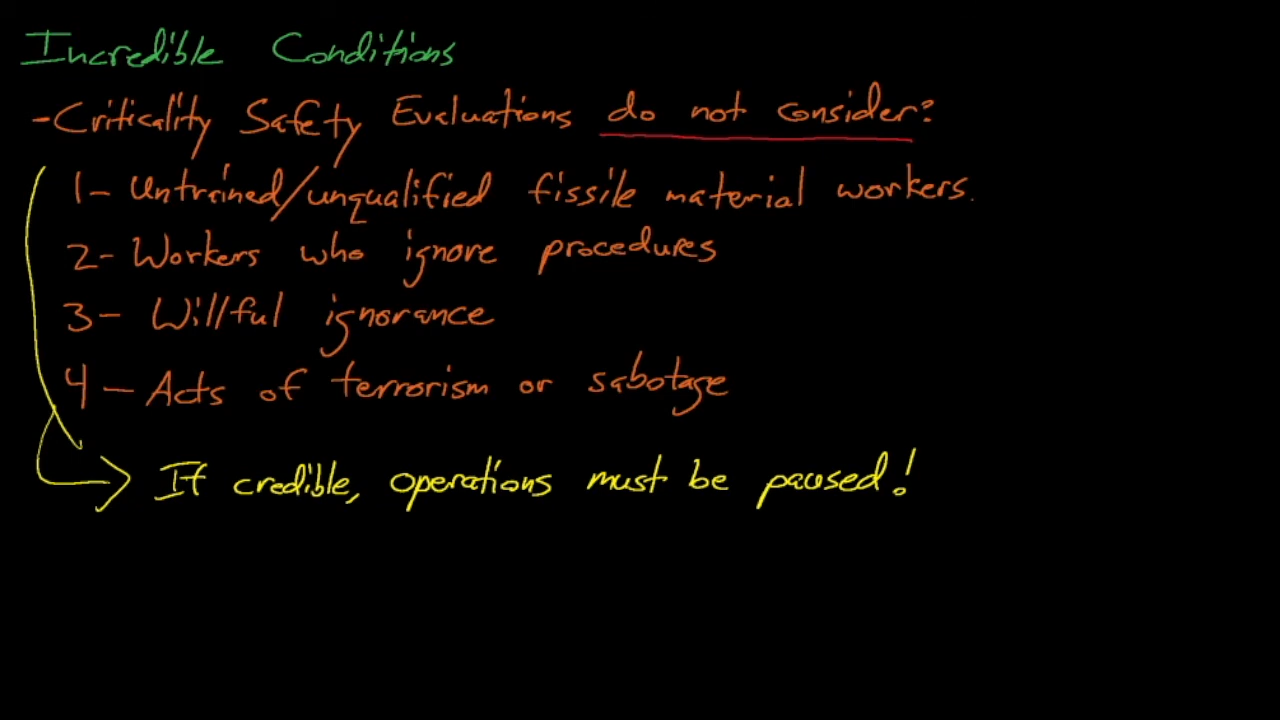 Incredible Conditions
- Criticality Safety Evaluations do not consider:
1- Untrained/unqualified fissile material workers.
2- Workers who ignore procedures
3- Willful ignorance
4- Acts of terrorism or sabotage
If credible, operations must be paused!